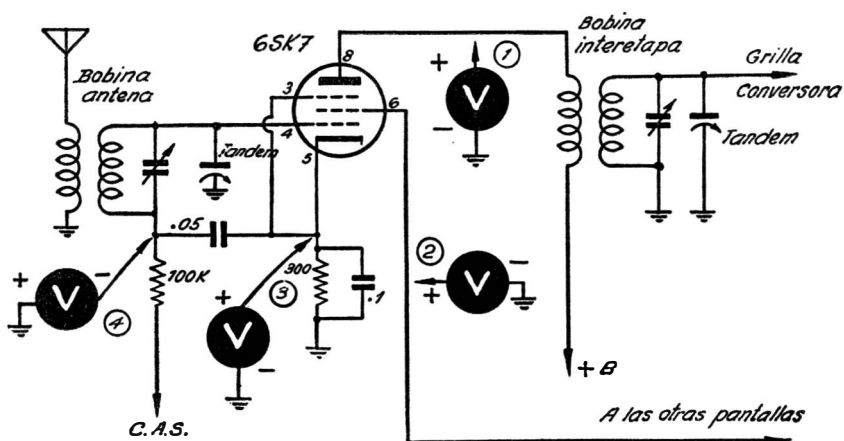 6SK7
8
Bobina
interetapa
+
1
Bobina
antena
3
6
V
Grilla
4
Conversora
5
Tandem
-
Tandem
.05
+
-
3
300
2
-
V
100K
+
V
4
+
.1
V
-
+B
C.A.S.
A las otras pantallas